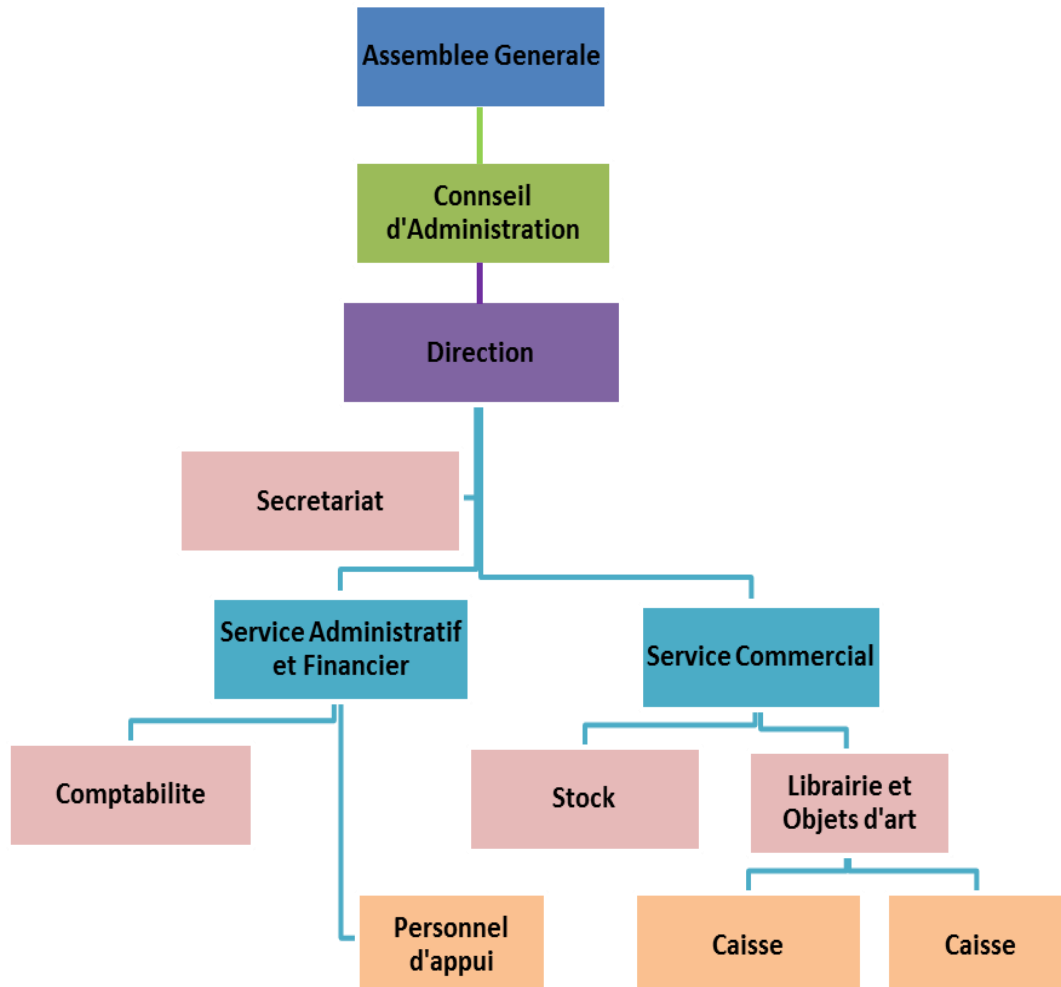 Assemblee Generale
Connseil
d'Administration
Direction
Secretariat
Service Administratif
et Financier
Service Commercial
Comptabilite
Stock
Librairie et
Objets d'art
Personnel
d'appui
Caisse
Caisse